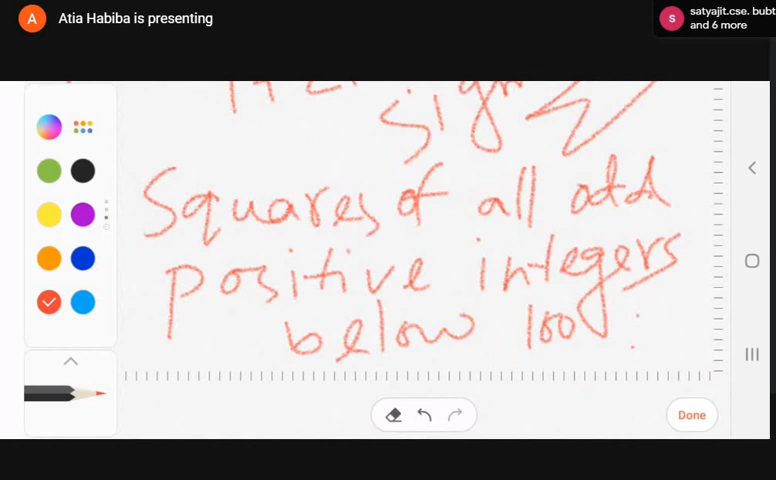 A Atia Habiba is presenting
S satyajit.cse. bubt
and 6 more
sign
Squares of all odd
positive integers
below 100 :
Done